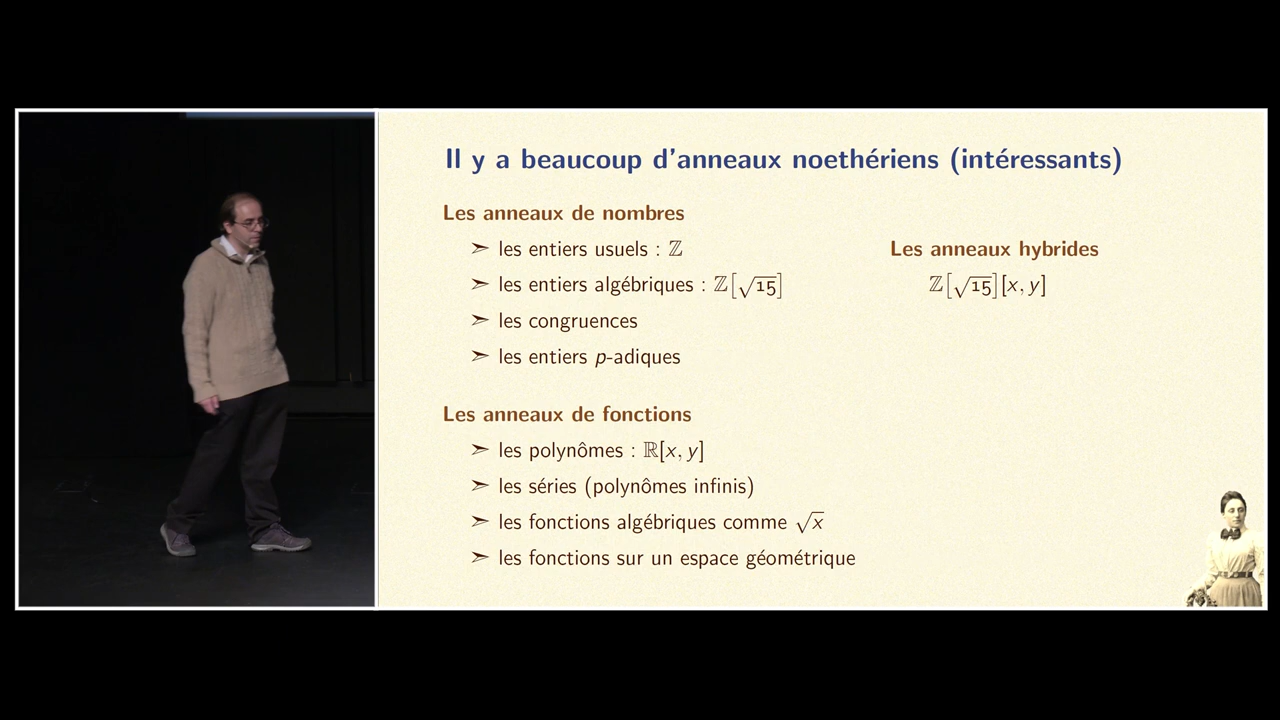 Il y a beaucoup d'anneaux noethériens (intéressants)
Les anneaux de nombres
➣ les entiers usuels : ℤ
➣ les entiers algébriques : ℤ[√15]
➣ les congruences
➣ les entiers p-adiques
Les anneaux de fonctions
➣ les polynômes : ℝ[x, y]
➣ les séries (polynômes infinis)
➣ les fonctions algébriques comme √x
➣ les fonctions sur un espace géométrique
Les anneaux hybrides
ℤ[√15][x, y]